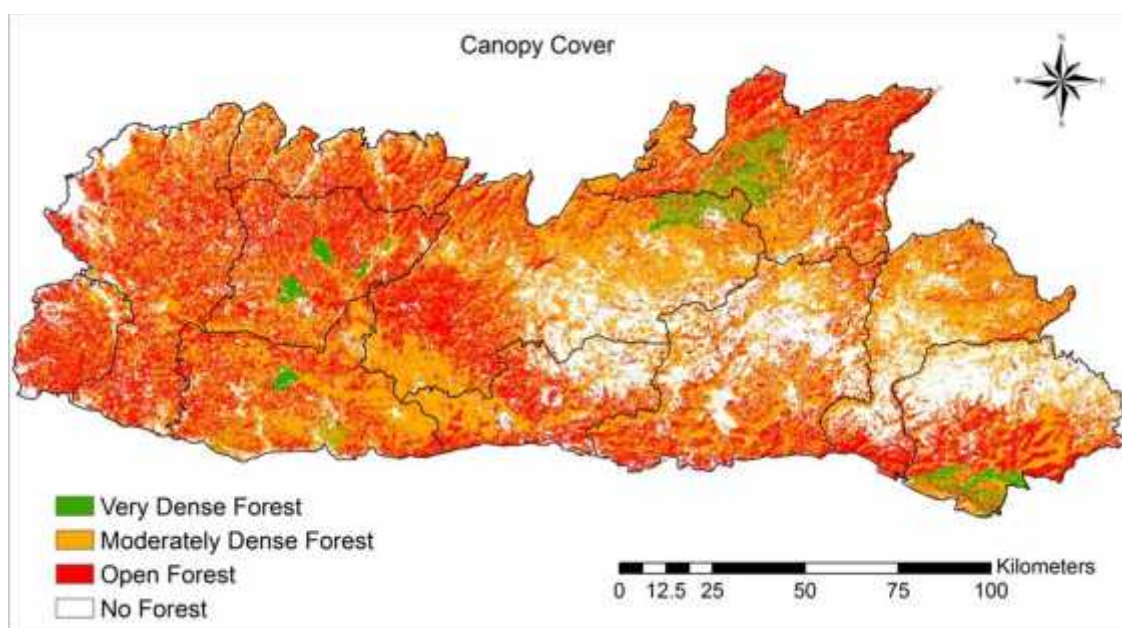 Canopy Cover
N
Very Dense Forest
Moderately Dense Forest
Open Forest
No Forest
Kilometers
0 12.5 25 50 75 100